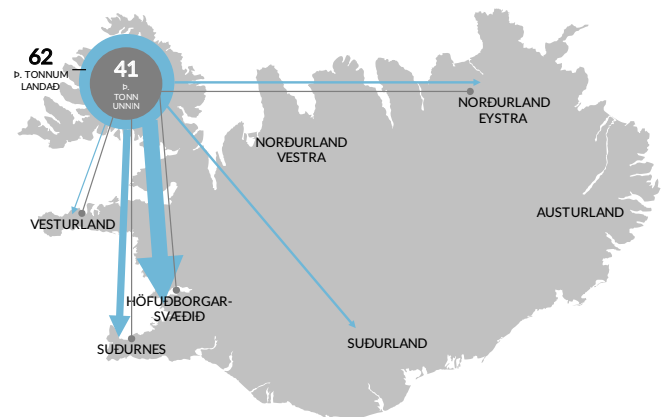 62
Þ. TONNUM
LANDAÐ
41
Þ.
TONN
UNNIN
NORÐURLAND
EYSTRA
NORÐURLAND
VESTRA
AUSTURLAND
VESTURLAND
HÖFUÐBORGAR-
SVÆÐIÐ
SUÐURNES
SUÐURLAND